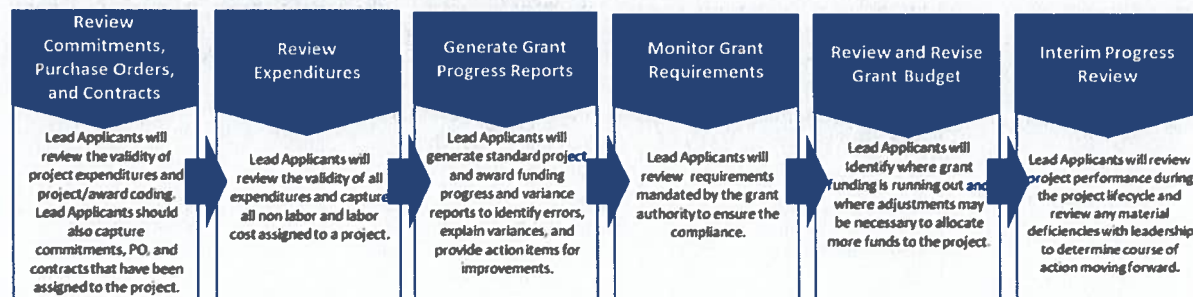 Review
Commitments,
Purchase Orders,
and Contracts
Lead Applicants will
review the validity of
project expenditures and
project/award coding.
Lead Applicants should
also capture
commitments, PO, and
contracts that have been
assigned to the project.
Review
Expenditures
Lead Applicants will
review the validity of all
expenditures and capture
all non labor and labor
cost assigned to a project.
Generate Grant
Progress Reports
Lead Applicants will
generate standard project
and award funding
progress and variance
reports to identify errors,
explain variances, and
provide action items for
improvements.
Monitor Grant
Requirements
Lead Applicants will
review requirements
mandated by the grant
authority to ensure the
compliance.
Review and Revise
Grant Budget
Lead Applicants will
identify where grant
funding is running out and
where adjustments may
be necessary to allocate
more funds to the project.
Interim Progress
Review
Lead Applicants will review
project performance during
the project lifecycle and
review any material
deficiencies with leadership
to determine course of
action moving forward.